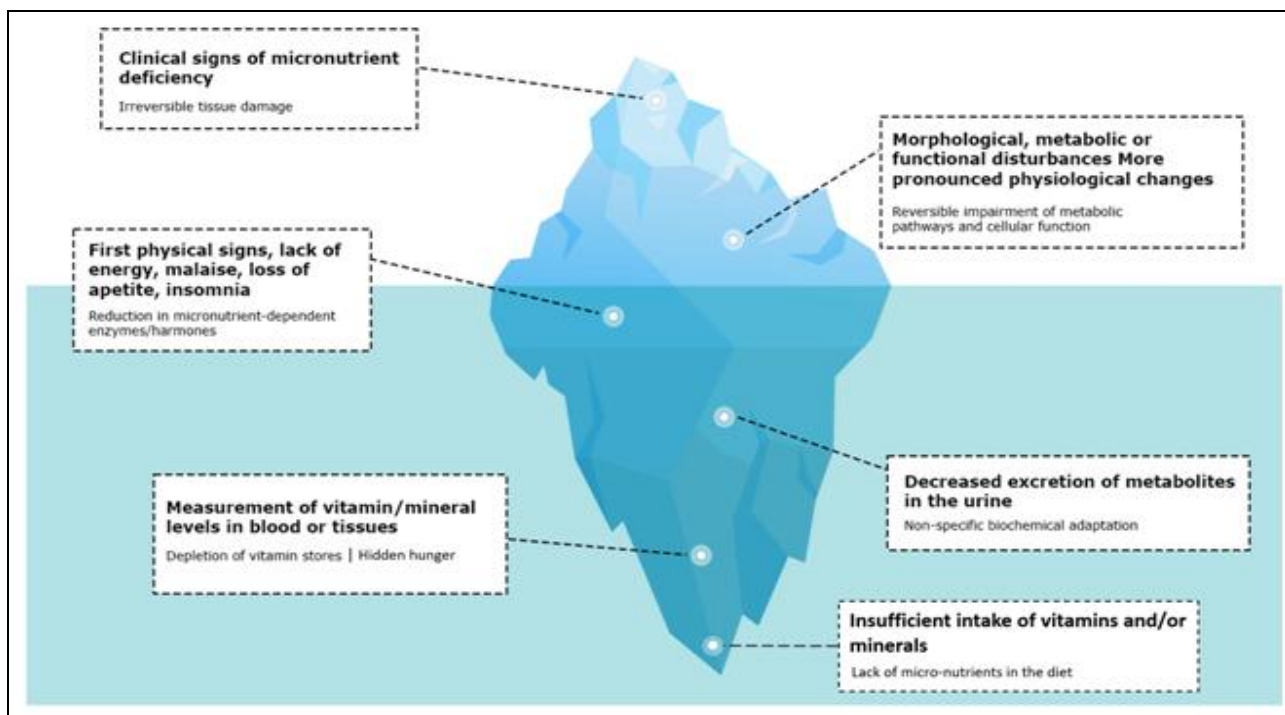 Clinical signs of micronutrient
deficiency
Irreversible tissue damage
Morphological, metabolic or
functional disturbances More
pronounced physiological changes
Reversible impairment of metabolic
pathways and cellular function
First physical signs, lack of
energy, malaise, loss of
apetite, insomnia
Reduction in micronutrient-dependent
enzymes/harmones
Decreased excretion of metabolites
in the urine
Non-specific biochemical adaptation
Measurement of vitamin/mineral
levels in blood or tissues
Depletion of vitamin stores | Hidden hunger
Insufficient intake of vitamins and/or
minerals
Lack of micro-nutrients in the diet